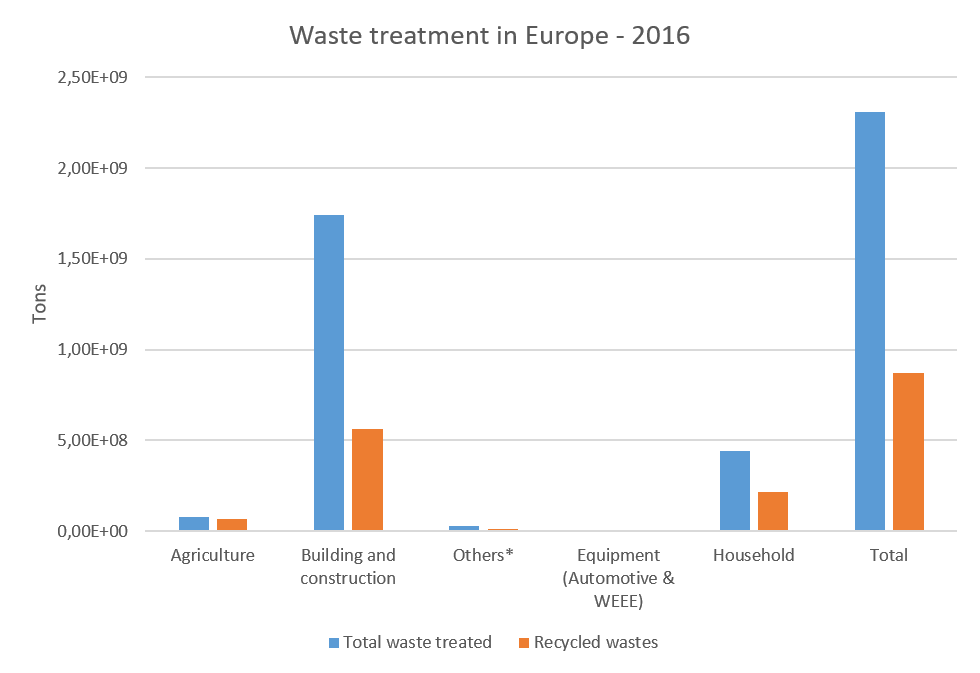 Waste treatment in Europe - 2016
2,50E+09
2,00E+09
1,50E+09
1,00E+09
5,00E+08
0,00E+00
Tons
Agriculture
Building and
construction
Others*
Equipment
(Automotive &
WEEE)
Household
Total
Total waste treated
Recycled wastes